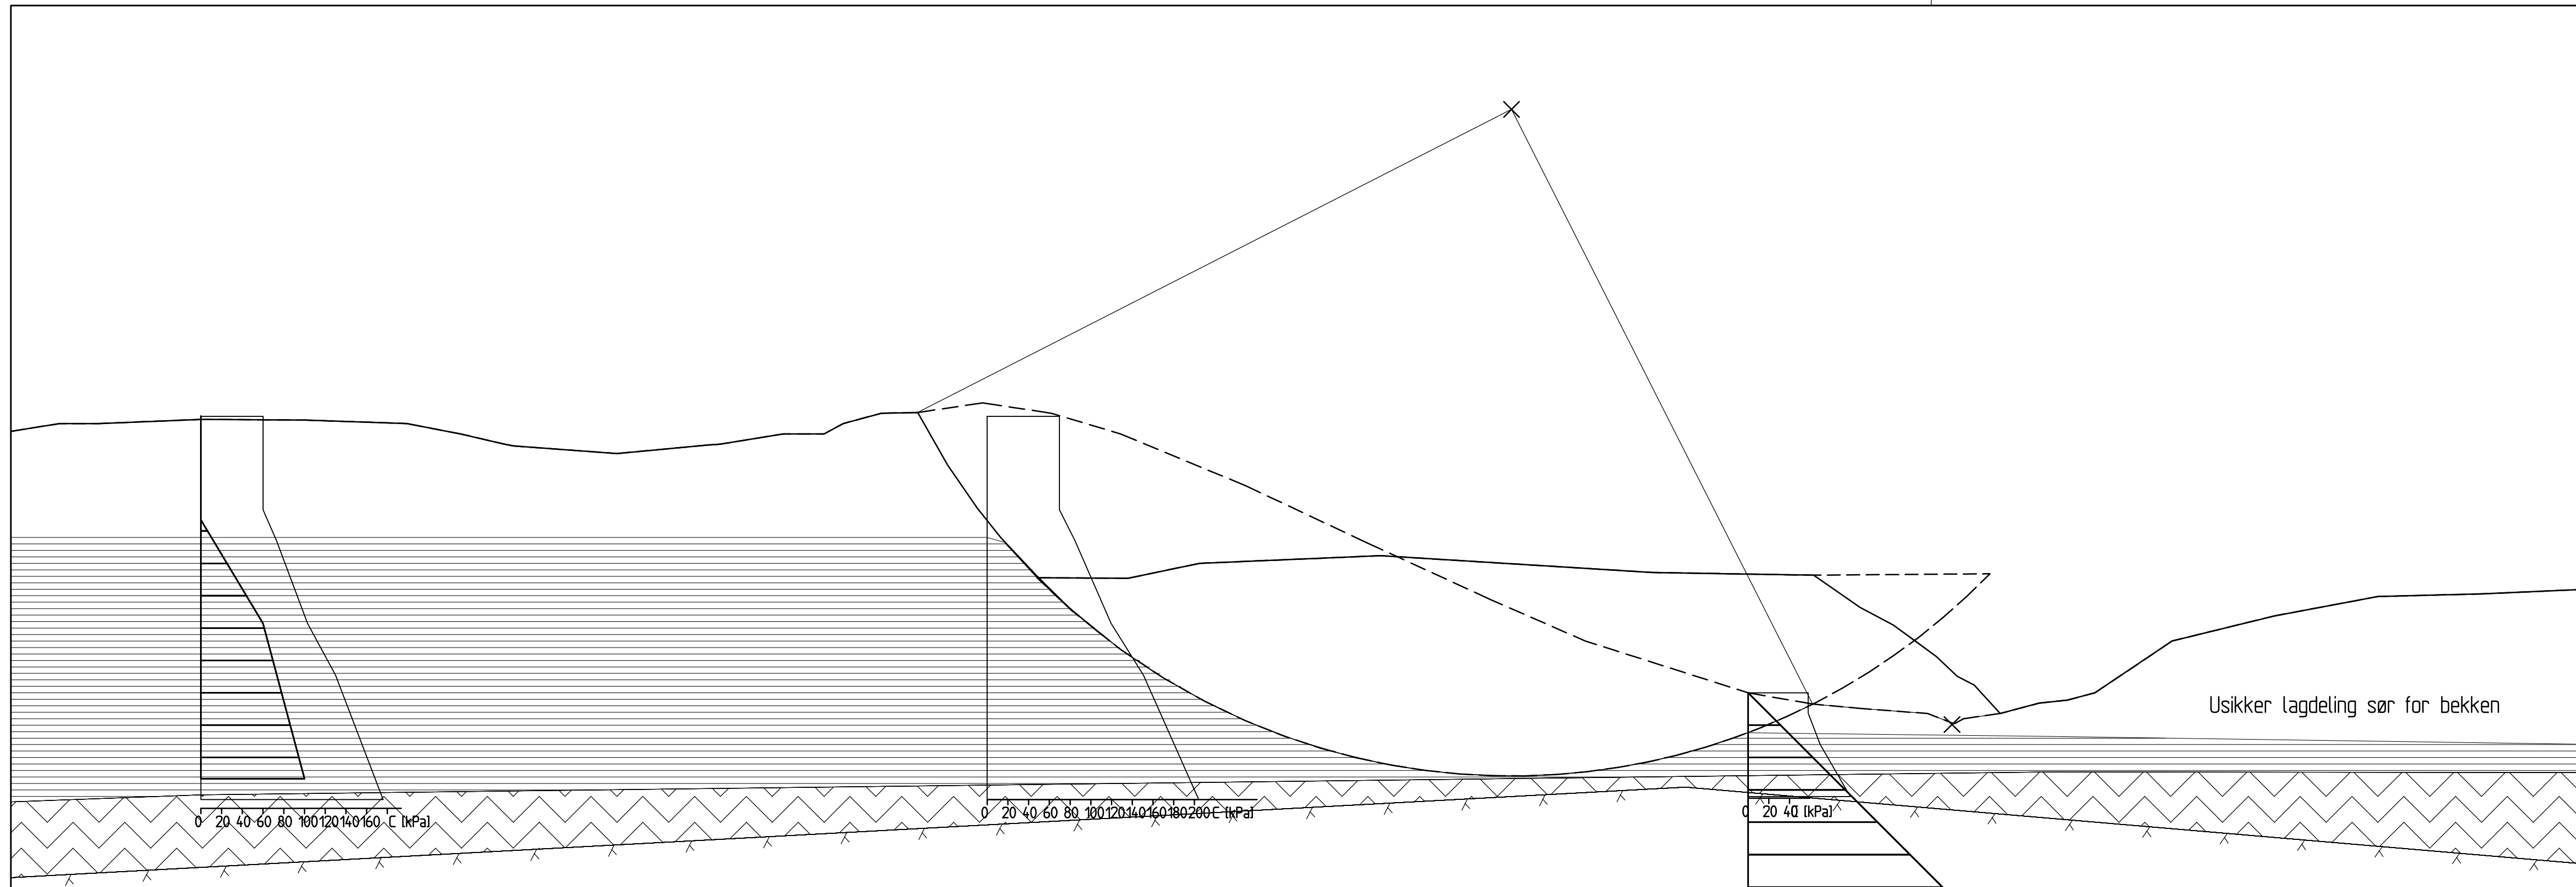 Usikker lagdeling sør for bekken
0 20 40 60 80 100 120 140 160 C [kPa]
0 20 40 60 80 100 120 140 160 180 200 C [kPa]
0 20 40 C [kPa]